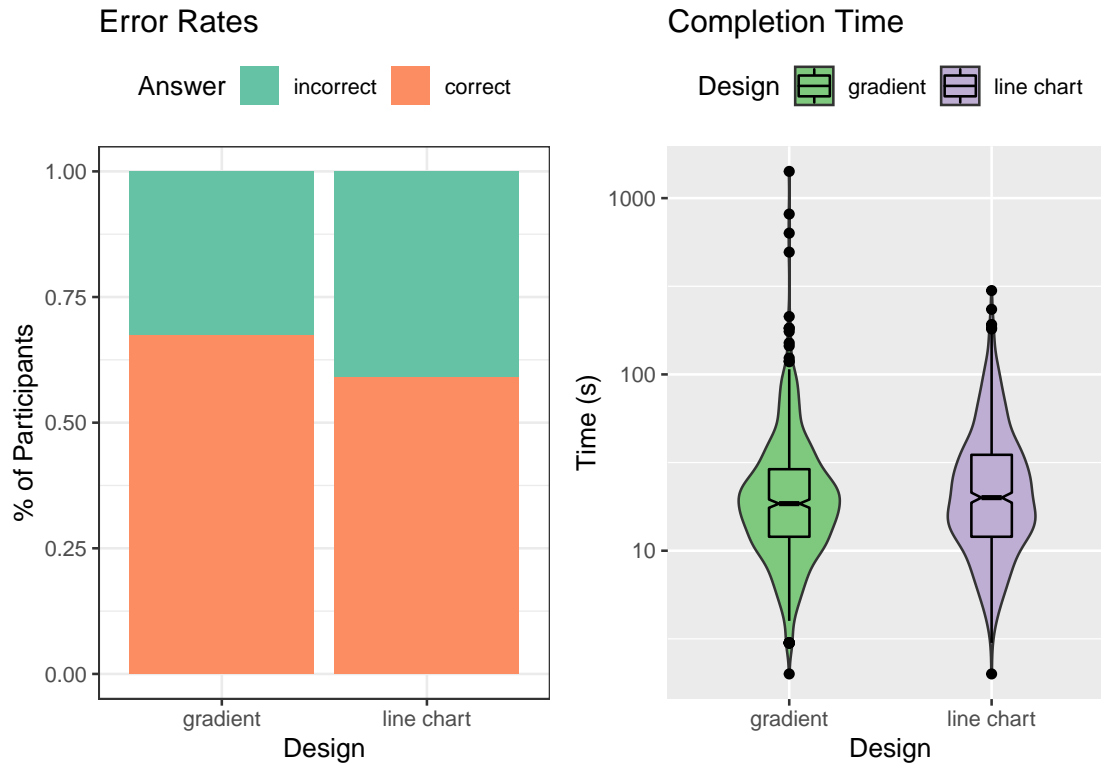 Error Rates
Answer incorrect correct
1.00
0.75
0.50
0.25
0.00
% of Participants
gradient line chart
Design
Completion Time
Design gradient line chart
1000
100
10
Time (s)
gradient line chart
Design